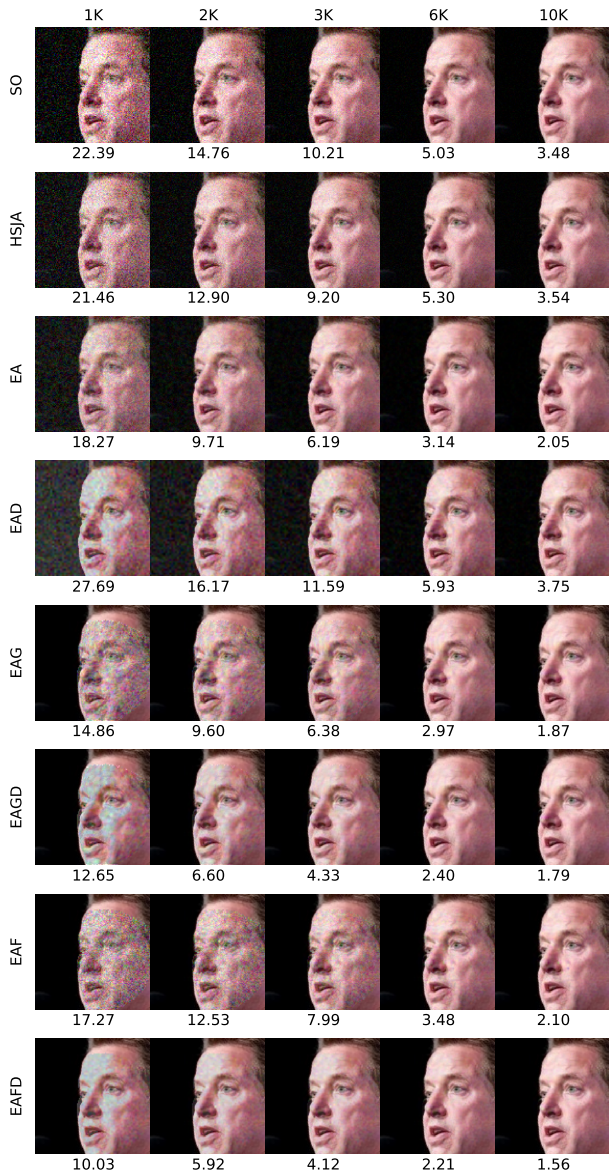 1K 2K 3K 6K 10K
SO
22.39 14.76 10.21 5.03 3.48
HSJA
21.46 12.90 9.20 5.30 3.54
EA
18.27 9.71 6.19 3.14 2.05
EAD
27.69 16.17 11.59 5.93 3.75
EAG
14.86 9.60 6.38 2.97 1.87
EAGD
12.65 6.60 4.33 2.40 1.79
EAF
17.27 12.53 7.99 3.48 2.10
EAFD
10.03 5.92 4.12 2.21 1.56